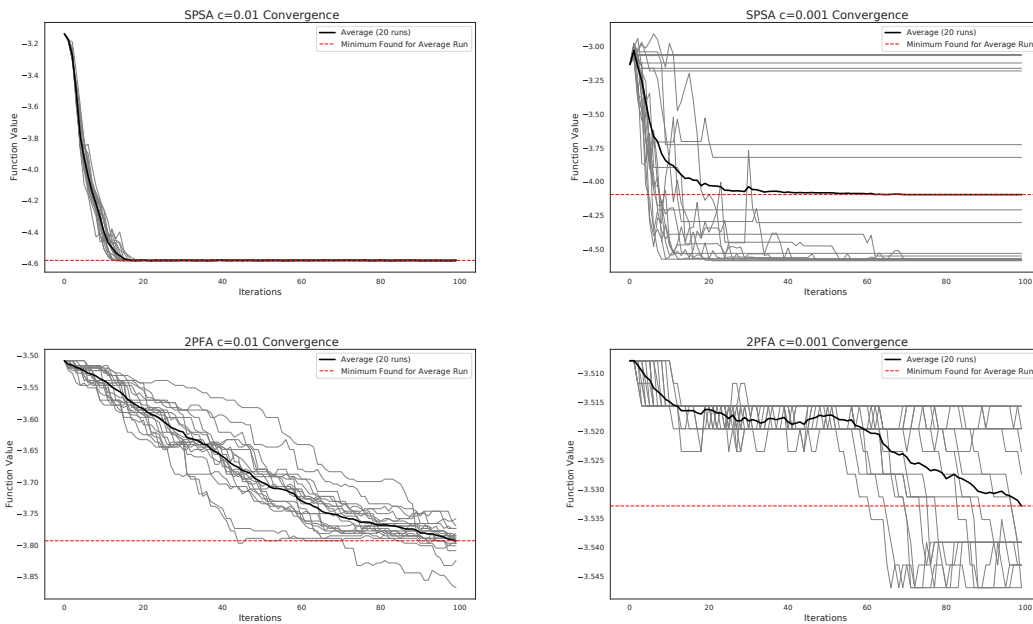 SPSA c=0.01 Convergence
Average (20 runs)
Minimum Found for Average Run
Function Value
−3.2
−3.4
−3.6
−3.8
−4.0
−4.2
−4.4
−4.6
0 20 40 60 80 100
Iterations
SPSA c=0.001 Convergence
Average (20 runs)
Minimum Found for Average Run
Function Value
−3.00
−3.25
−3.50
−3.75
−4.00
−4.25
−4.50
0 20 40 60 80 100
Iterations
2PFA c=0.01 Convergence
Average (20 runs)
Minimum Found for Average Run
Function Value
−3.50
−3.55
−3.60
−3.65
−3.70
−3.75
−3.80
−3.85
0 20 40 60 80 100
Iterations
2PFA c=0.001 Convergence
Average (20 runs)
Minimum Found for Average Run
Function Value
−3.510
−3.515
−3.520
−3.525
−3.530
−3.535
−3.540
−3.545
0 20 40 60 80 100
Iterations